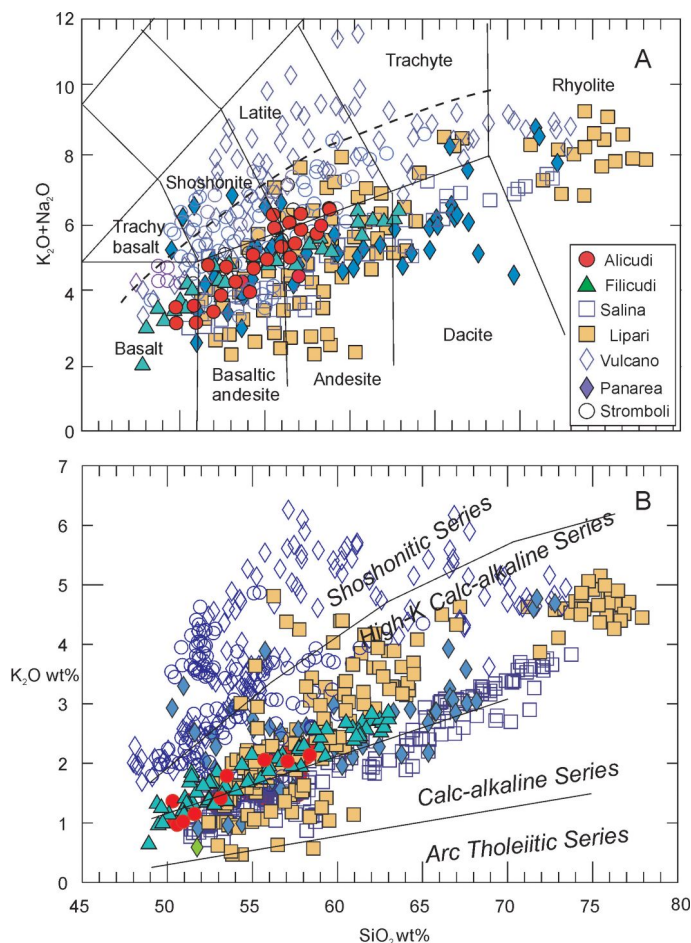 12
10
8
6
4
2
0
K2O+Na2O
A
Trachyte
Rhyolite
Latite
Shoshonite
Trachy
basalt
Basalt
Basaltic
andesite
Andesite
Dacite
Alicudi
Filicudi
Salina
Lipari
Vulcano
Panarea
Stromboli
7
6
5
4
3
2
1
0
K2O wt%
B
Shoshonitic Series
High-K Calc-alkaline Series
Calc-alkaline Series
Arc Tholeiitic Series
45 50 55 60 65 70 75 80
SiO2 wt%